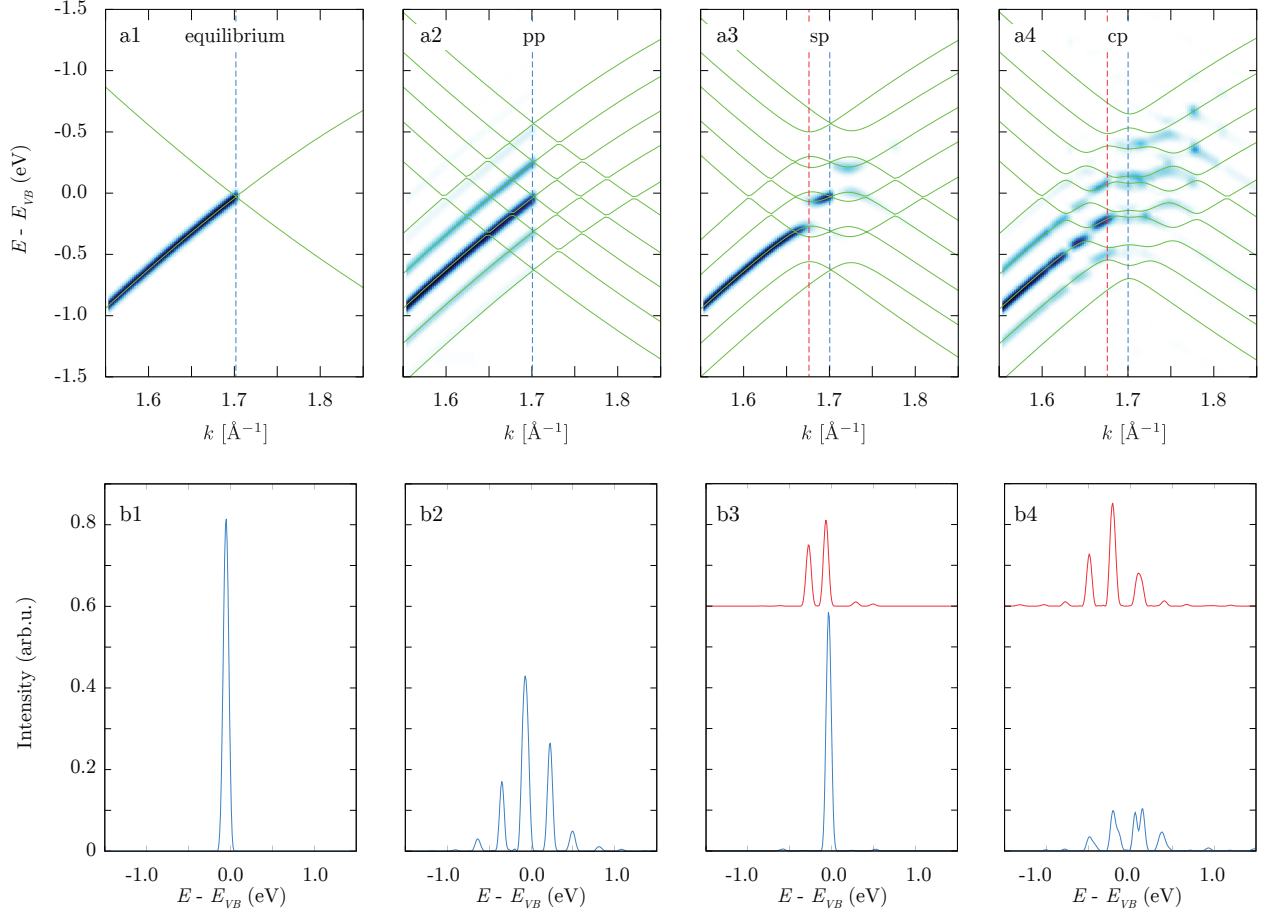 a1 equilibrium
a2 pp
a3 sp
a4 cp
-1.5
-1.0
-0.5
0.0
-0.5
-1.0
-1.5
E - E_VB (eV)
1.6 1.7 1.8
1.6 1.7 1.8
1.6 1.7 1.8
1.6 1.7 1.8
k [Å⁻¹]
k [Å⁻¹]
k [Å⁻¹]
k [Å⁻¹]
b1
b2
b3
b4
0.8
0.6
0.4
0.2
0
Intensity (arb.u.)
-1.0 0.0 1.0
-1.0 0.0 1.0
-1.0 0.0 1.0
-1.0 0.0 1.0
E - E_VB (eV)
E - E_VB (eV)
E - E_VB (eV)
E - E_VB (eV)